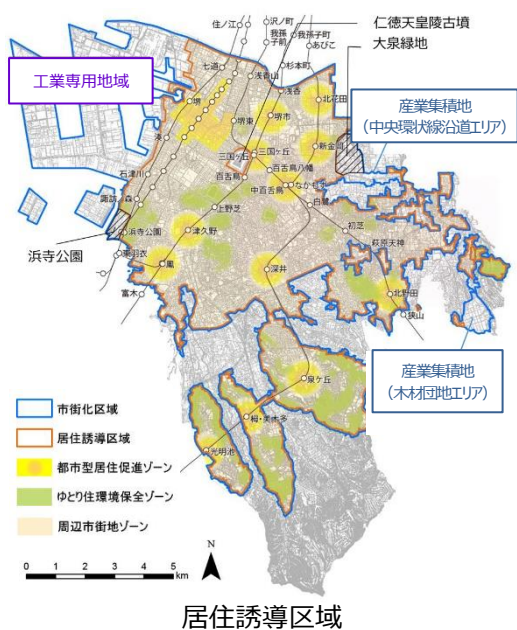 住ノ江
沢ノ町
我孫子前
我孫子町
あびこ
杉本町
仁徳天皇陵古墳
大泉緑地
七道
浅香山
浅香
工業専用地域
堺
堺東
堺市
北花田
産業集積地
（中央環状線沿道エリア）
湊
三国ヶ丘
新金岡
百舌鳥八幡
百舌鳥
なかもず
中百舌鳥
白鷺
石津川
諏訪ノ森
上野芝
初芝
浜寺公園
浜寺公園
津久野
萩原天神
東羽衣
鳳
深井
富木
北野田
狭山
産業集積地
（木材団地エリア）
泉ケ丘
栂・美木多
光明池
市街化区域
居住誘導区域
都市型居住促進ゾーン
ゆとり住環境保全ゾーン
周辺市街地ゾーン
N
0 1 2 3 4 5
km
居住誘導区域